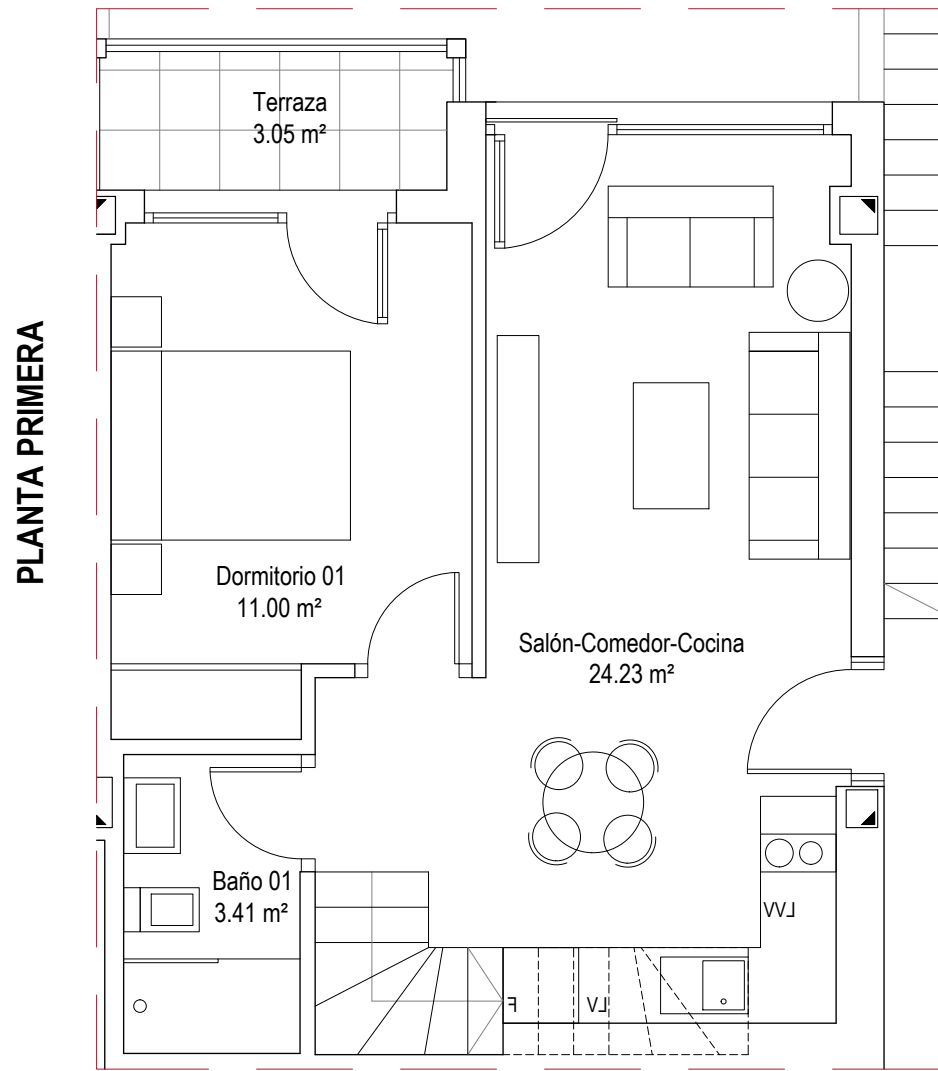 PLANTA PRIMERA
Terraza
3.05 m²
Dormitorio 01
11.00 m²
Salón-Comedor-Cocina
24.23 m²
Baño 01
3.41 m²
LVV
F
LV